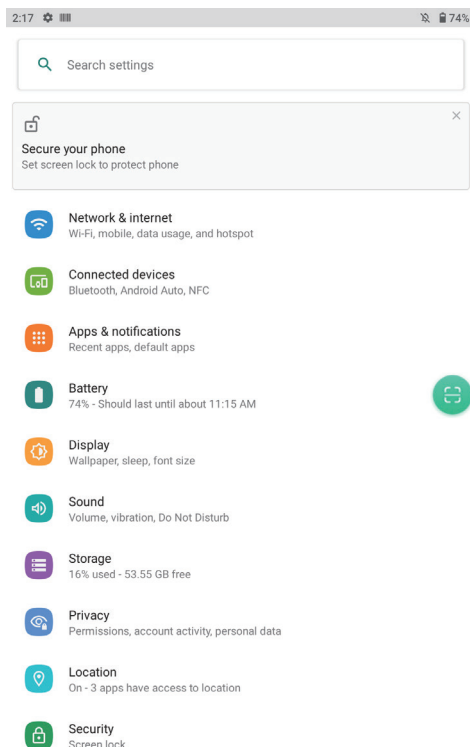 2:17
74%
Search settings
Secure your phone
Set screen lock to protect phone
Network & internet
Wi-Fi, mobile, data usage, and hotspot
Connected devices
Bluetooth, Android Auto, NFC
Apps & notifications
Recent apps, default apps
Battery
74% - Should last until about 11:15 AM
Display
Wallpaper, sleep, font size
Sound
Volume, vibration, Do Not Disturb
Storage
16% used - 53.55 GB free
Privacy
Permissions, account activity, personal data
Location
On - 3 apps have access to location
Security
Screen lock